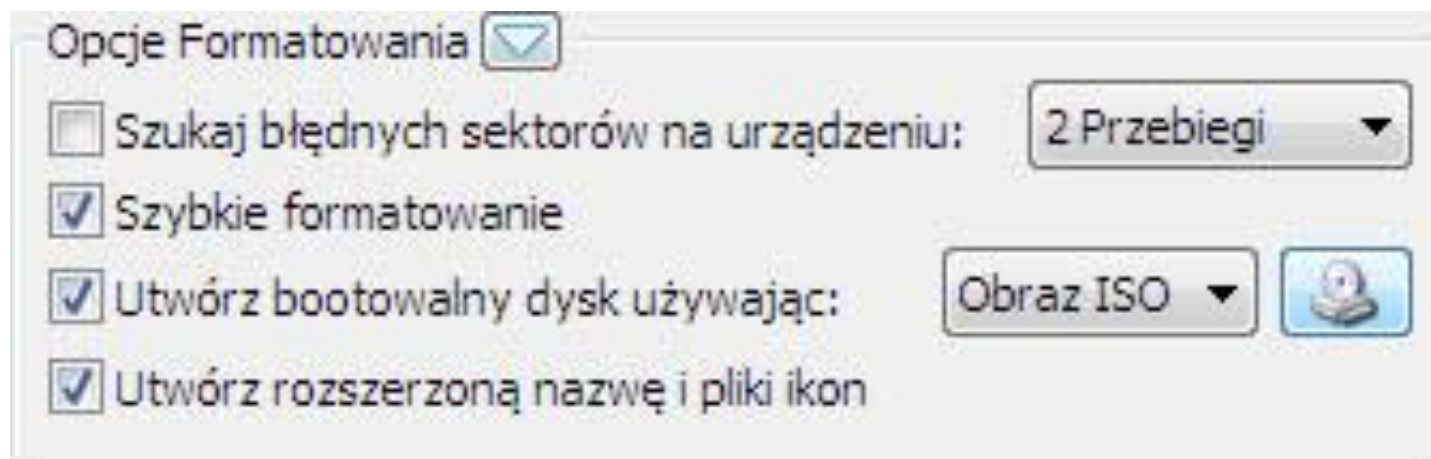 Opcje Formatowania
Szukaj błędnych sektorów na urządzeniu: 2 Przebiegi
Szybkie formatowanie
Utwórz bootowalny dysk używając: Obraz ISO
Utwórz rozszerzoną nazwę i pliki ikon